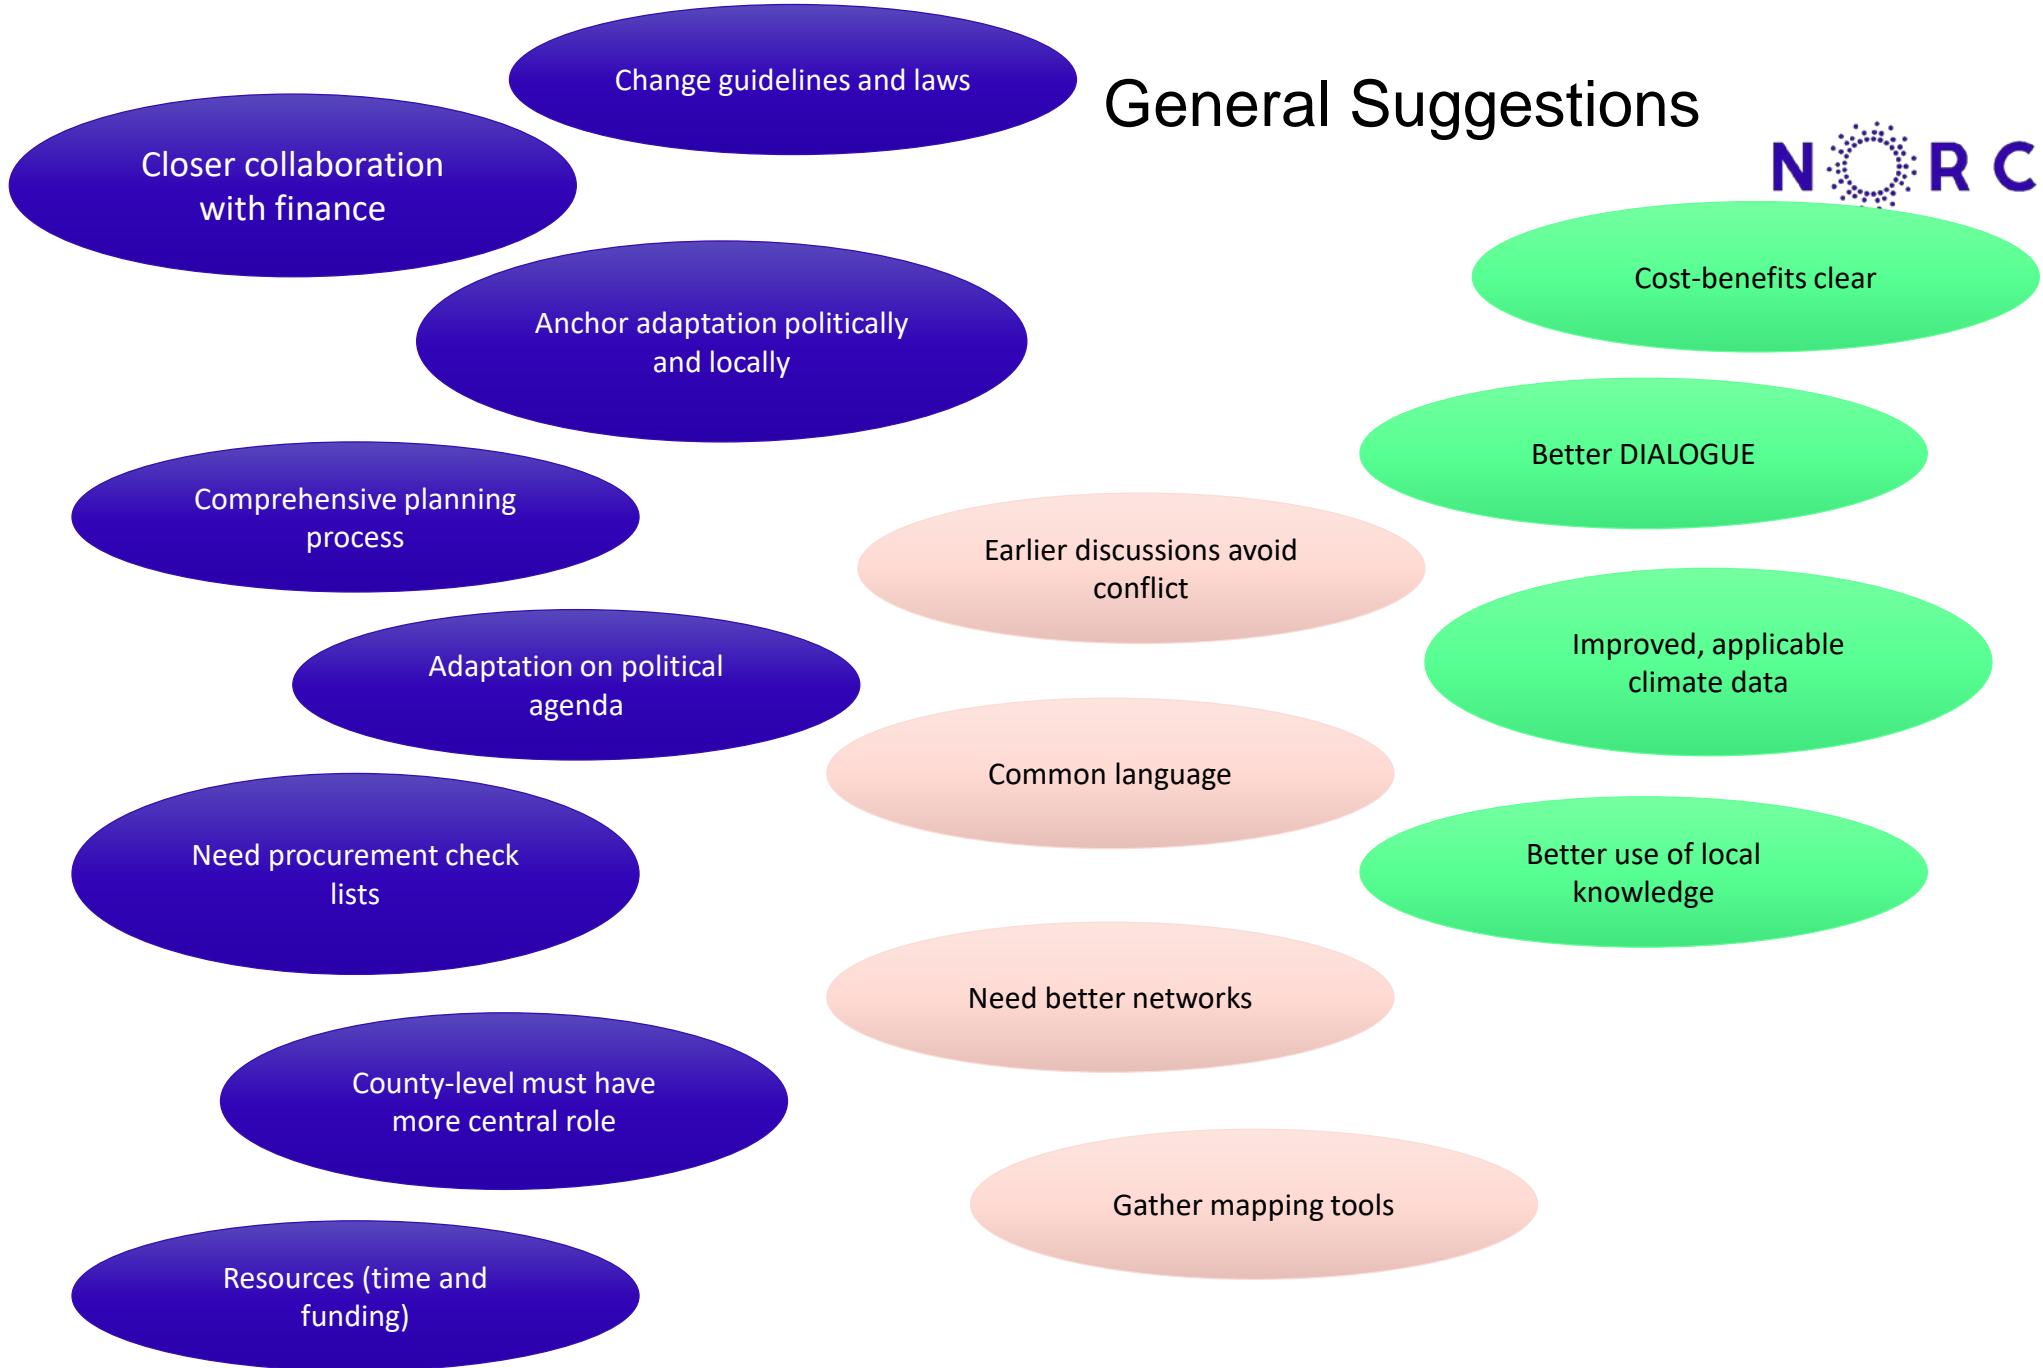 General Suggestions
N RC
Change guidelines and laws
Closer collaboration
with finance
Anchor adaptation politically
and locally
Comprehensive planning
process
Adaptation on political
agenda
Need procurement check
lists
County-level must have
more central role
Resources (time and
funding)
Earlier discussions avoid
conflict
Common language
Need better networks
Gather mapping tools
Cost-benefits clear
Better DIALOGUE
Improved, applicable
climate data
Better use of local
knowledge